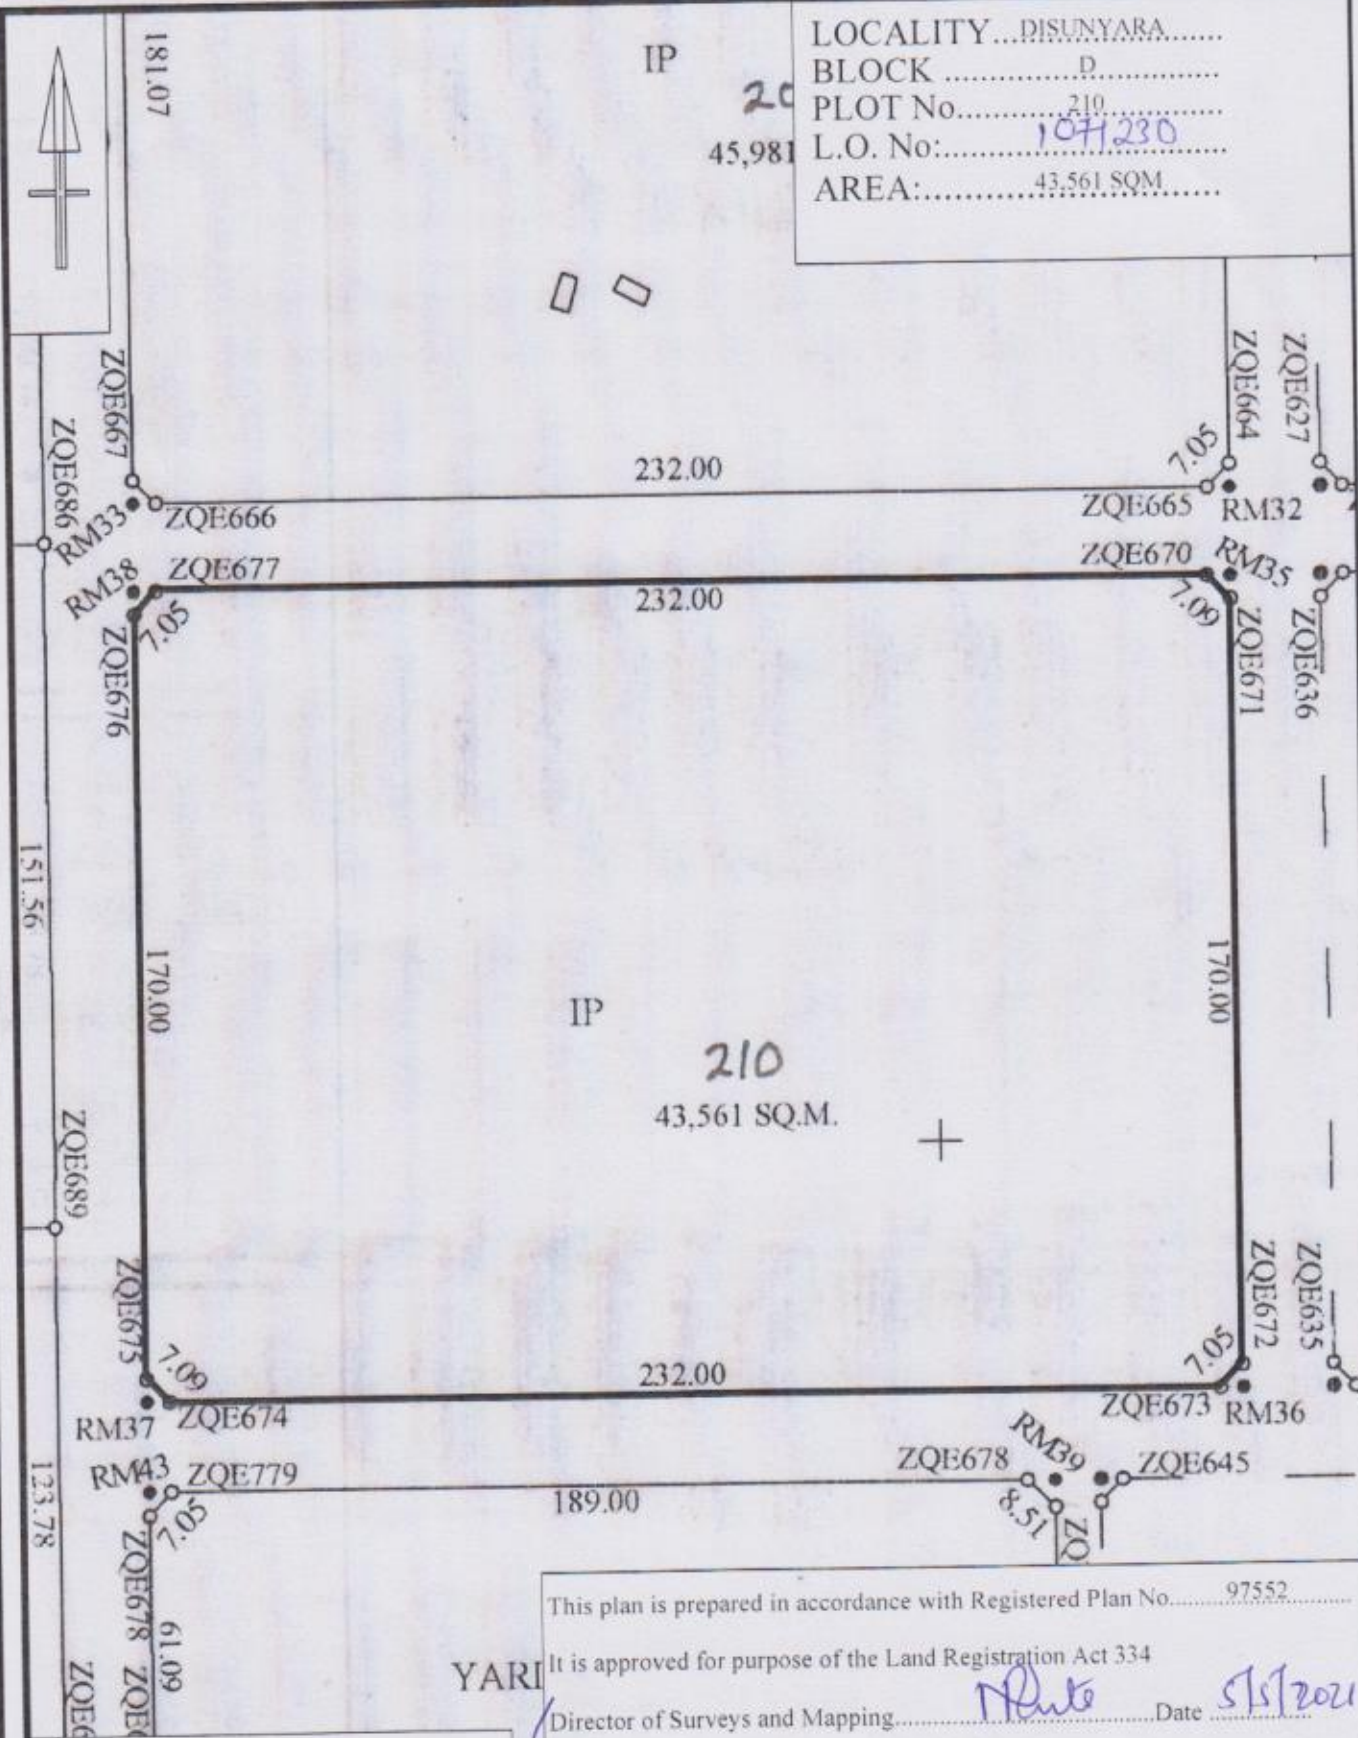 LOCALITY...DISUNYARA......
BLOCK ...............D..............
PLOT No..............210.............
L.O. No:....1071230....
AREA:............43,561 SQM......
181.07
IP
20
45,981
ZQE667
ZQE686
RM33
ZQE666
232.00
7.05
ZQE664
ZQE627
ZQE665
RM32
RM38
ZQE677
7.05
232.00
ZQE670
RM35
7.09
ZQE671
ZQE636
ZQE676
151.56
170.00
170.00
IP
210
43,561 SQ.M.
ZQE689
ZQE675
7.09
232.00
7.05
ZQE672
ZQE635
RM37
ZQE674
ZQE673
RM36
RM43
ZQE779
7.05
189.00
ZQE678
RM39
8.51
ZQE645
ZQ
123.78
ZQE678
61.09
ZQE6
ZQE
YARI
This plan is prepared in accordance with Registered Plan No.......97552..........
It is approved for purpose of the Land Registration Act 334
Director of Surveys and Mapping..........................................Date 5/5/2021